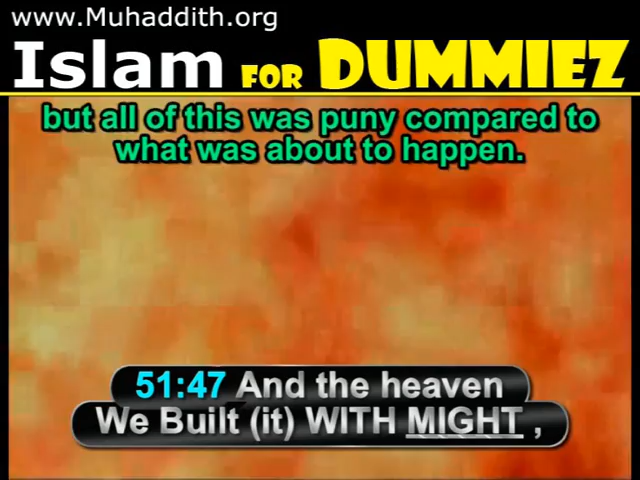 www.Muhaddith.org
Islam FOR DUMMIEZ
but all of this was puny compared to
what was about to happen.
51:47 And the heaven
We Built (it) WITH MIGHT ,